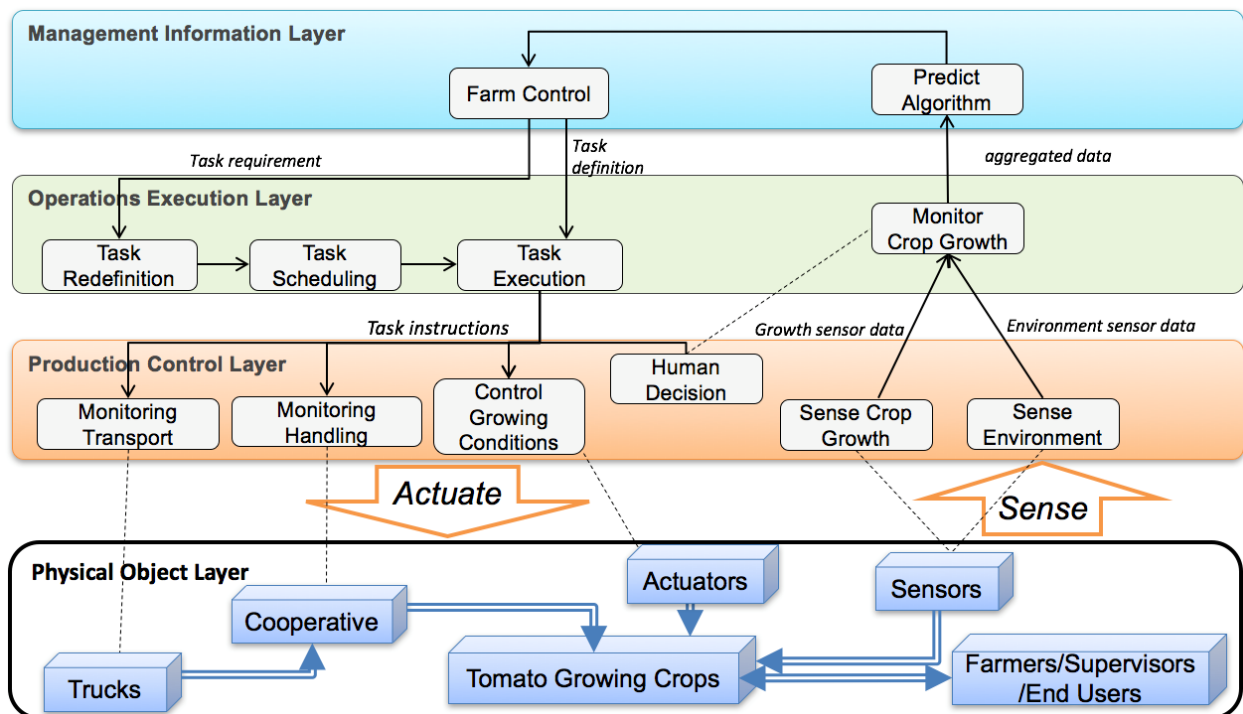 Management Information Layer
Farm Control
Predict
Algorithm
Task requirement
Task
definition
aggregated data
Operations Execution Layer
Task
Redefinition
Task
Scheduling
Task
Execution
Monitor
Crop Growth
Task instructions
Growth sensor data
Environment sensor data
Production Control Layer
Monitoring
Transport
Monitoring
Handling
Control
Growing
Conditions
Human
Decision
Sense Crop
Growth
Sense
Environment
Actuate
Sense
Physical Object Layer
Trucks
Cooperative
Actuators
Sensors
Tomato Growing Crops
Farmers/Supervisors
/End Users